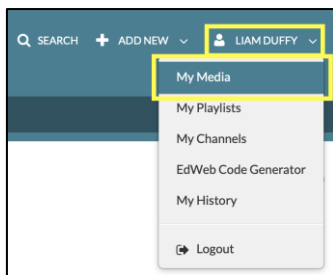 SEARCH ADD NEW LIAM DUFFY
My Media
My Playlists
My Channels
EdWeb Code Generator
My History
Logout